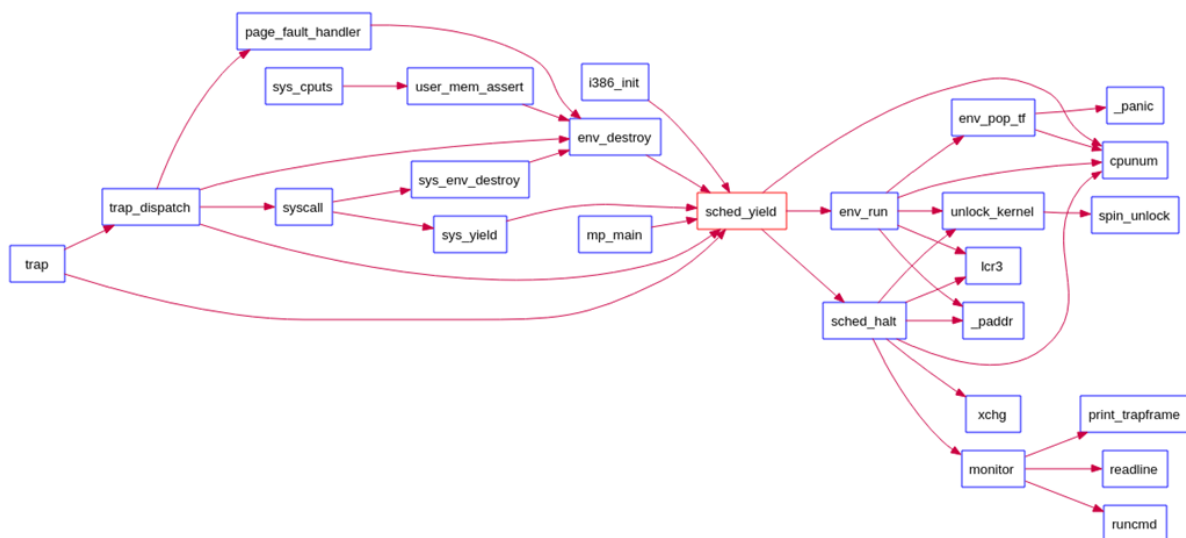 page_fault_handler
sys_cputs
user_mem_assert
i386_init
env_destroy
env_pop_tf
_panic
cpunum
trap_dispatch
syscall
sys_env_destroy
sys_yield
mp_main
sched_yield
env_run
unlock_kernel
spin_unlock
trap
lcr3
sched_halt
_paddr
xchg
print_trapframe
monitor
readline
runcmd